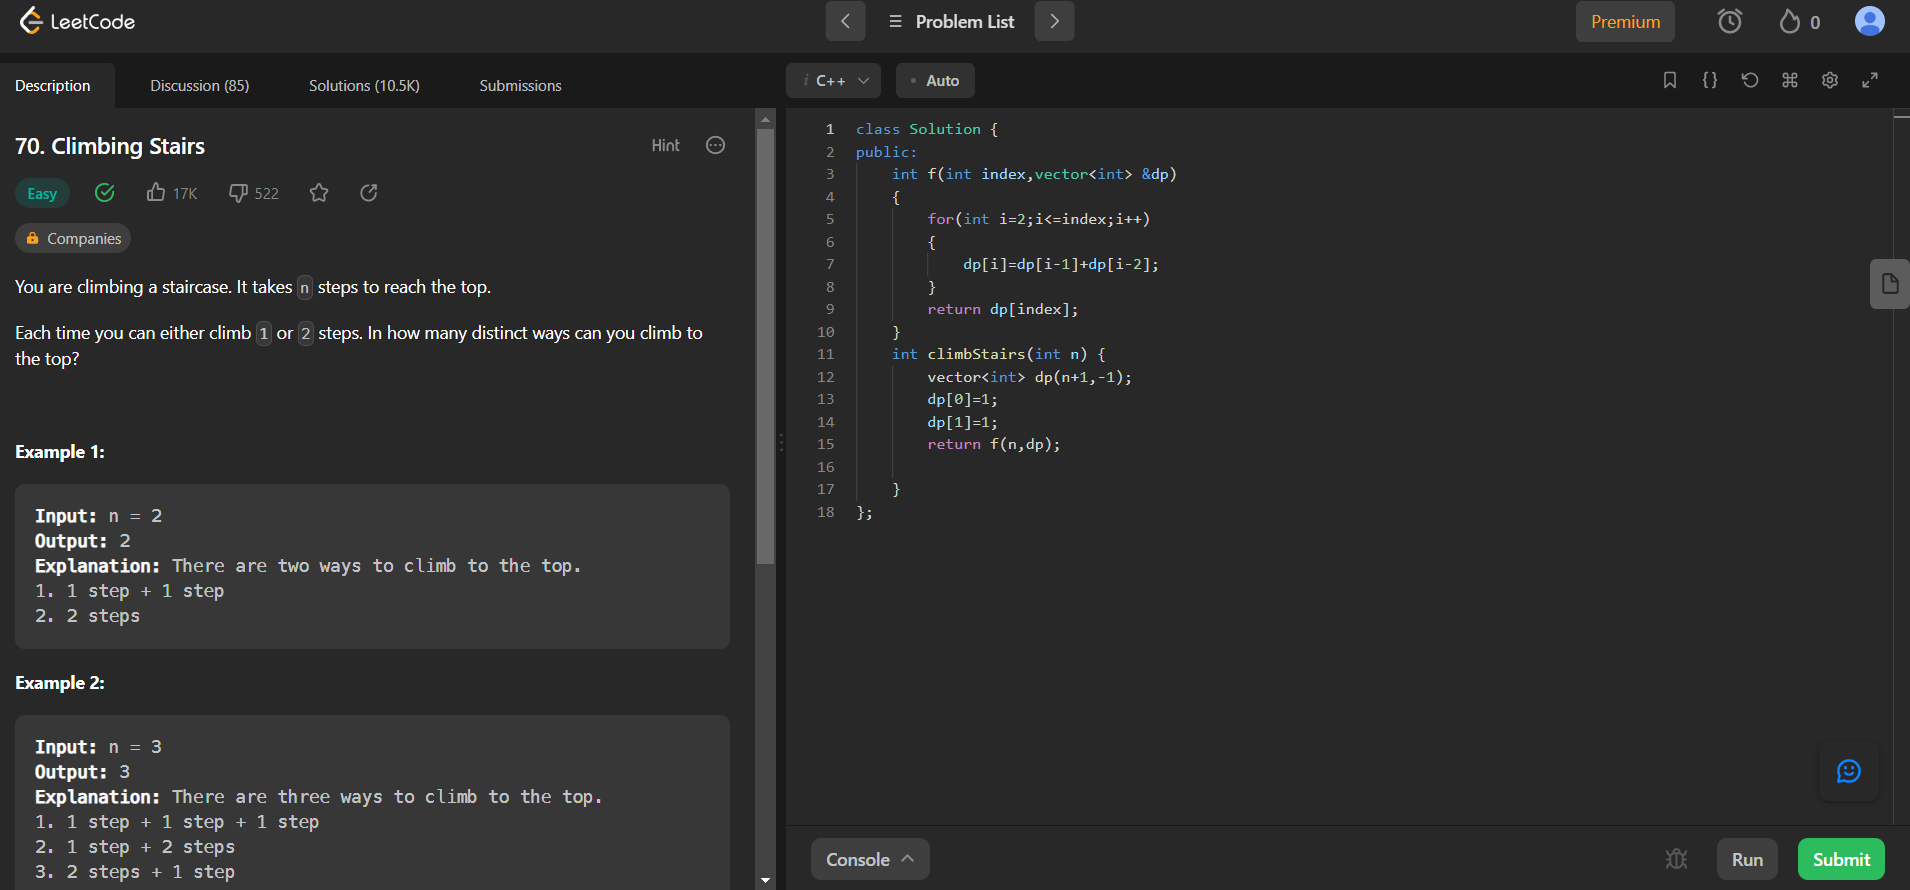 LeetCode
Problem List
Premium
0
Description
Discussion (85)
Solutions (10.5K)
Submissions
i C++
• Auto
{}
70. Climbing Stairs
Hint
Easy
17K
522
Companies
You are climbing a staircase. It takes n steps to reach the top.
Each time you can either climb 1 or 2 steps. In how many distinct ways can you climb to
the top?
Example 1:
Input: n = 2
Output: 2
Explanation: There are two ways to climb to the top.
1. 1 step + 1 step
2. 2 steps
Example 2:
Input: n = 3
Output: 3
Explanation: There are three ways to climb to the top.
1. 1 step + 1 step + 1 step
2. 1 step + 2 steps
3. 2 steps + 1 step
1 class Solution {
2 public:
3     int f(int index,vector<int> &dp)
4     {
5         for(int i=2;i<=index;i++)
6         {
7             dp[i]=dp[i-1]+dp[i-2];
8         }
9         return dp[index];
10     }
11     int climbStairs(int n) {
12         vector<int> dp(n+1,-1);
13         dp[0]=1;
14         dp[1]=1;
15         return f(n,dp);
16
17     }
18 };
Console
Run
Submit